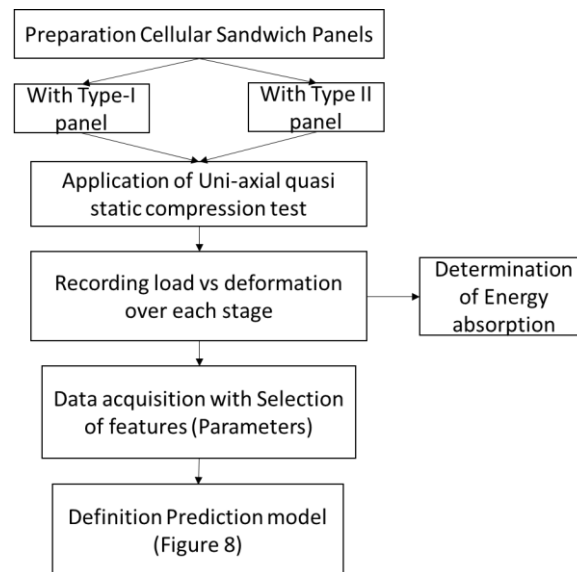 Preparation Cellular Sandwich Panels
With Type-I
panel
With Type II
panel
Application of Uni-axial quasi
static compression test
Recording load vs deformation
over each stage
Determination
of Energy
absorption
Data acquisition with Selection
of features (Parameters)
Definition Prediction model
(Figure 8)